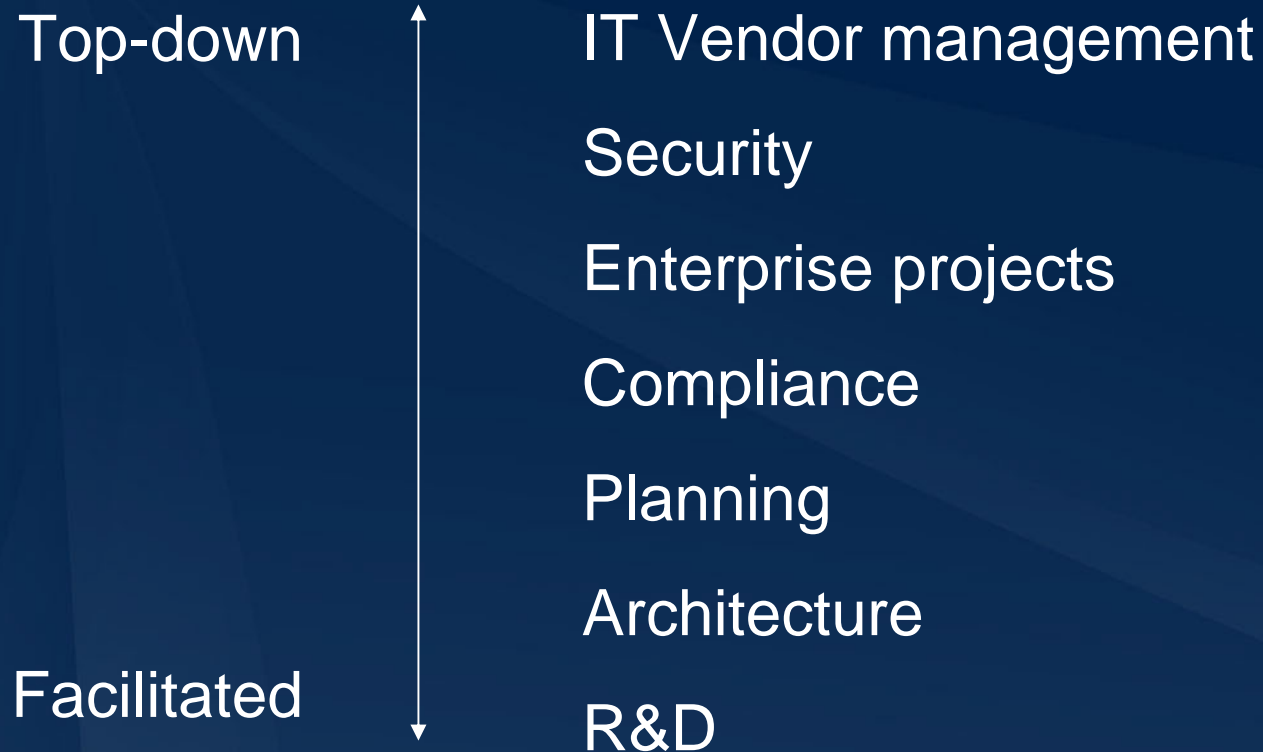 Top-down
IT Vendor management
Security
Enterprise projects
Compliance
Planning
Architecture
Facilitated
R&D